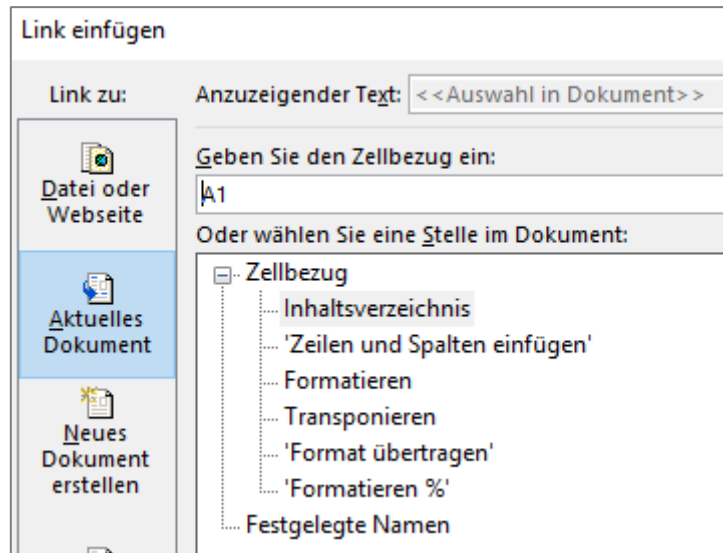 Link einfügen
Link zu:
Anzuzeigender Text: <<Auswahl in Dokument>>
Datei oder
Webseite
Aktuelles
Dokument
Neues
Dokument
erstellen
Geben Sie den Zellbezug ein:
A1
Oder wählen Sie eine Stelle im Dokument:
Zellbezug
Inhaltsverzeichnis
'Zeilen und Spalten einfügen'
Formatieren
Transponieren
'Format übertragen'
'Formatieren %'
Festgelegte Namen